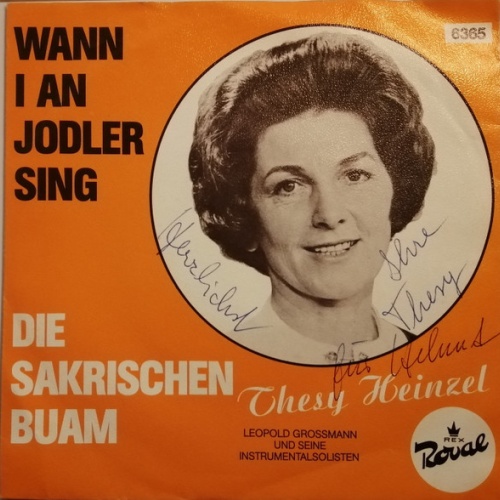 WANN
I AN
JODLER
SING
6365
Herzlichst
Ihre
Thesy
für Helmut
DIE
SAKRISCHEN
BUAM
Thesy Heinzel
LEOPOLD GROSSMANN
UND SEINE
INSTRUMENTALSOLISTEN
REX
Royal